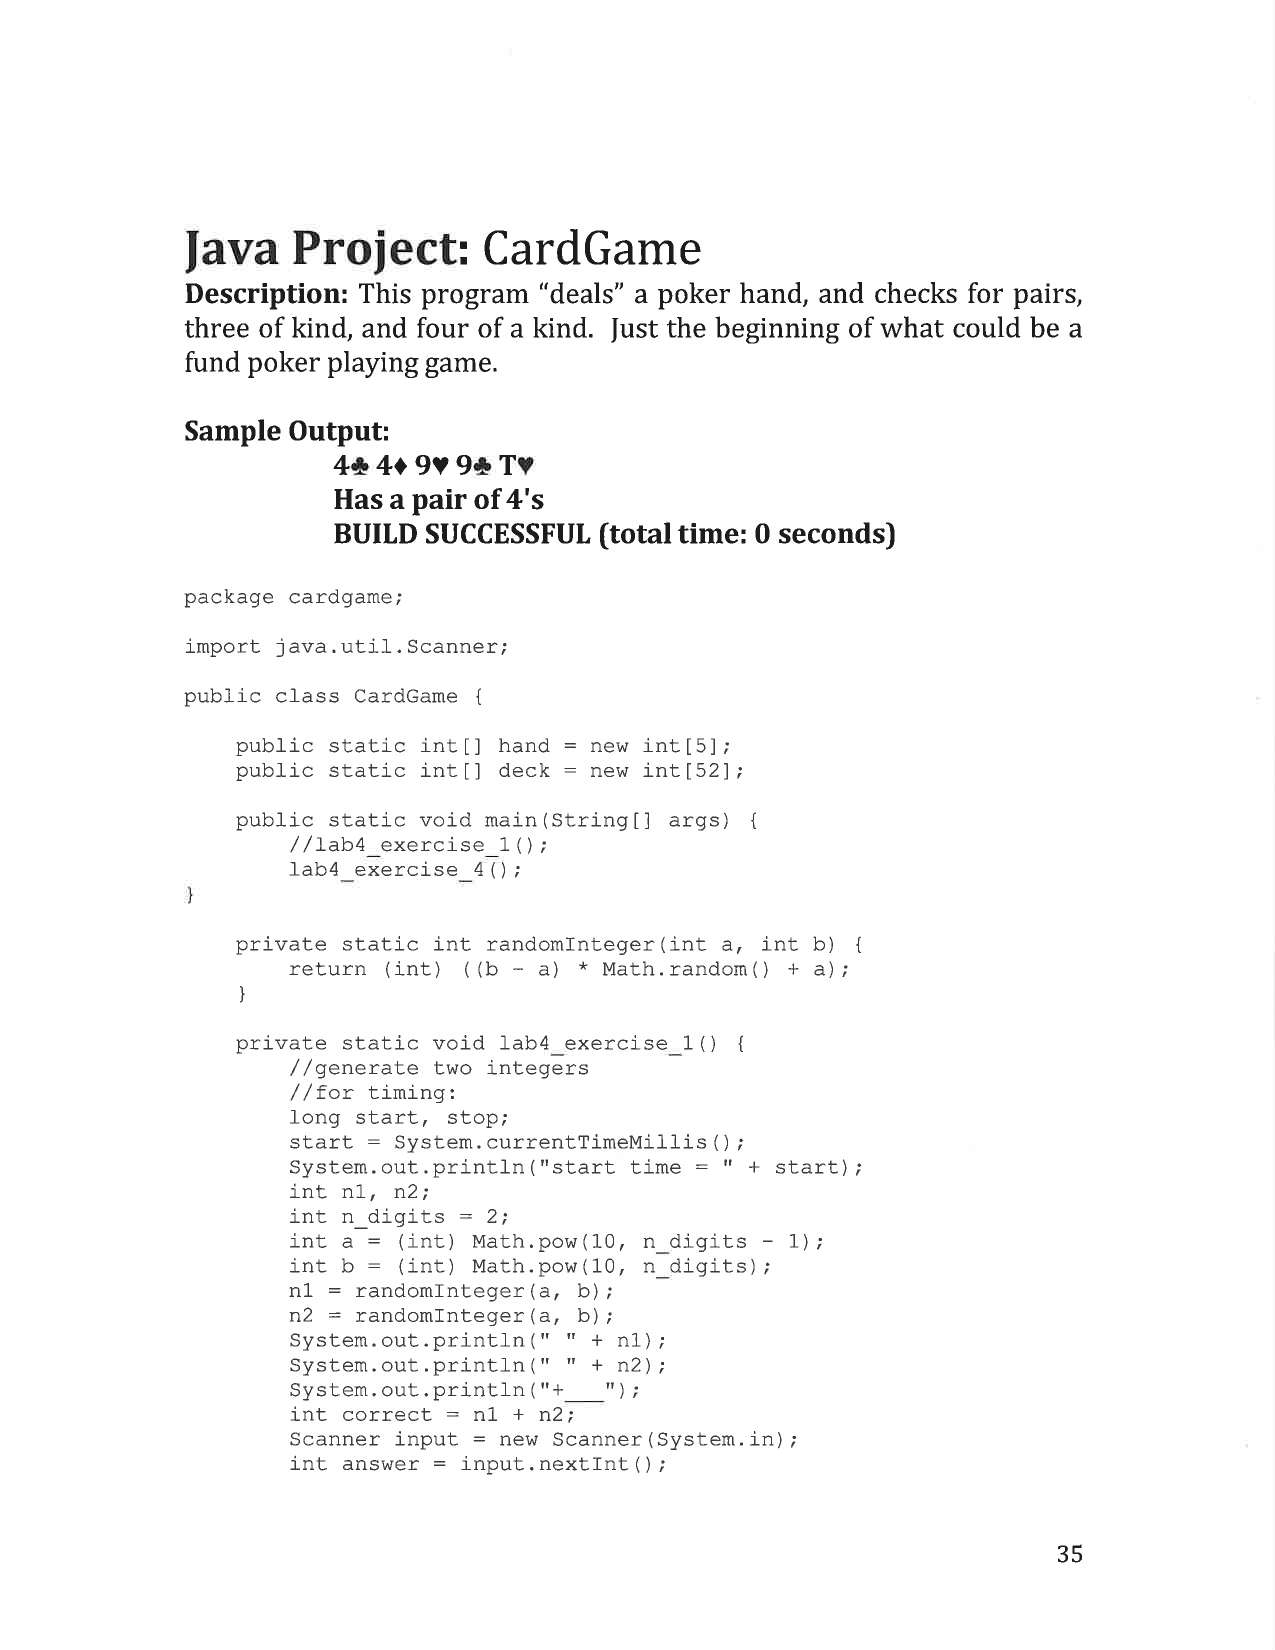 Java Project: CardGame
Description: This program "deals" a poker hand, and checks for pairs,
three of kind, and four of a kind.  Just the beginning of what could be a
fund poker playing game.
Sample Output:
4♣ 4♦ 9♥ 9♣ T♥
Has a pair of 4's
BUILD SUCCESSFUL (total time: 0 seconds)
package cardgame;
import java.util.Scanner;
public class CardGame {
    public static int[] hand = new int[5];
    public static int[] deck = new int[52];
    public static void main(String[] args) {
        //lab4_exercise_1();
        lab4_exercise_4();
}
    private static int randomInteger(int a, int b) {
        return (int) ((b - a) * Math.random() + a);
    }
    private static void lab4_exercise_1() {
        //generate two integers
        //for timing:
        long start, stop;
        start = System.currentTimeMillis();
        System.out.println("start time = " + start);
        int n1, n2;
        int n_digits = 2;
        int a = (int) Math.pow(10, n_digits - 1);
        int b = (int) Math.pow(10, n_digits);
        n1 = randomInteger(a, b);
        n2 = randomInteger(a, b);
        System.out.println(" " + n1);
        System.out.println(" " + n2);
        System.out.println("+___");
        int correct = n1 + n2;
        Scanner input = new Scanner(System.in);
        int answer = input.nextInt();
35